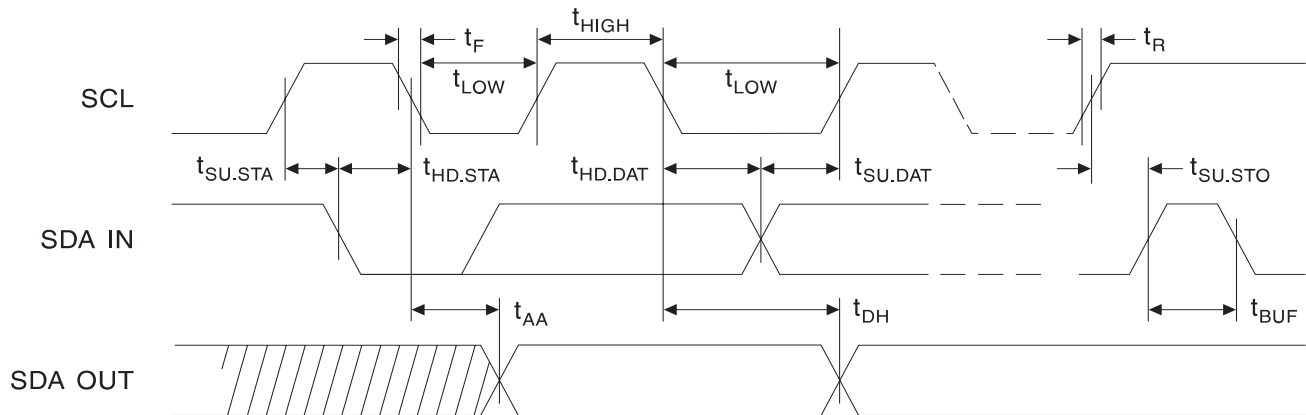 t_F
t_HIGH
t_R
t_LOW
t_LOW
SCL
t_SU.STA
t_HD.STA
t_HD.DAT
t_SU.DAT
t_SU.STO
SDA IN
t_AA
t_DH
t_BUF
SDA OUT